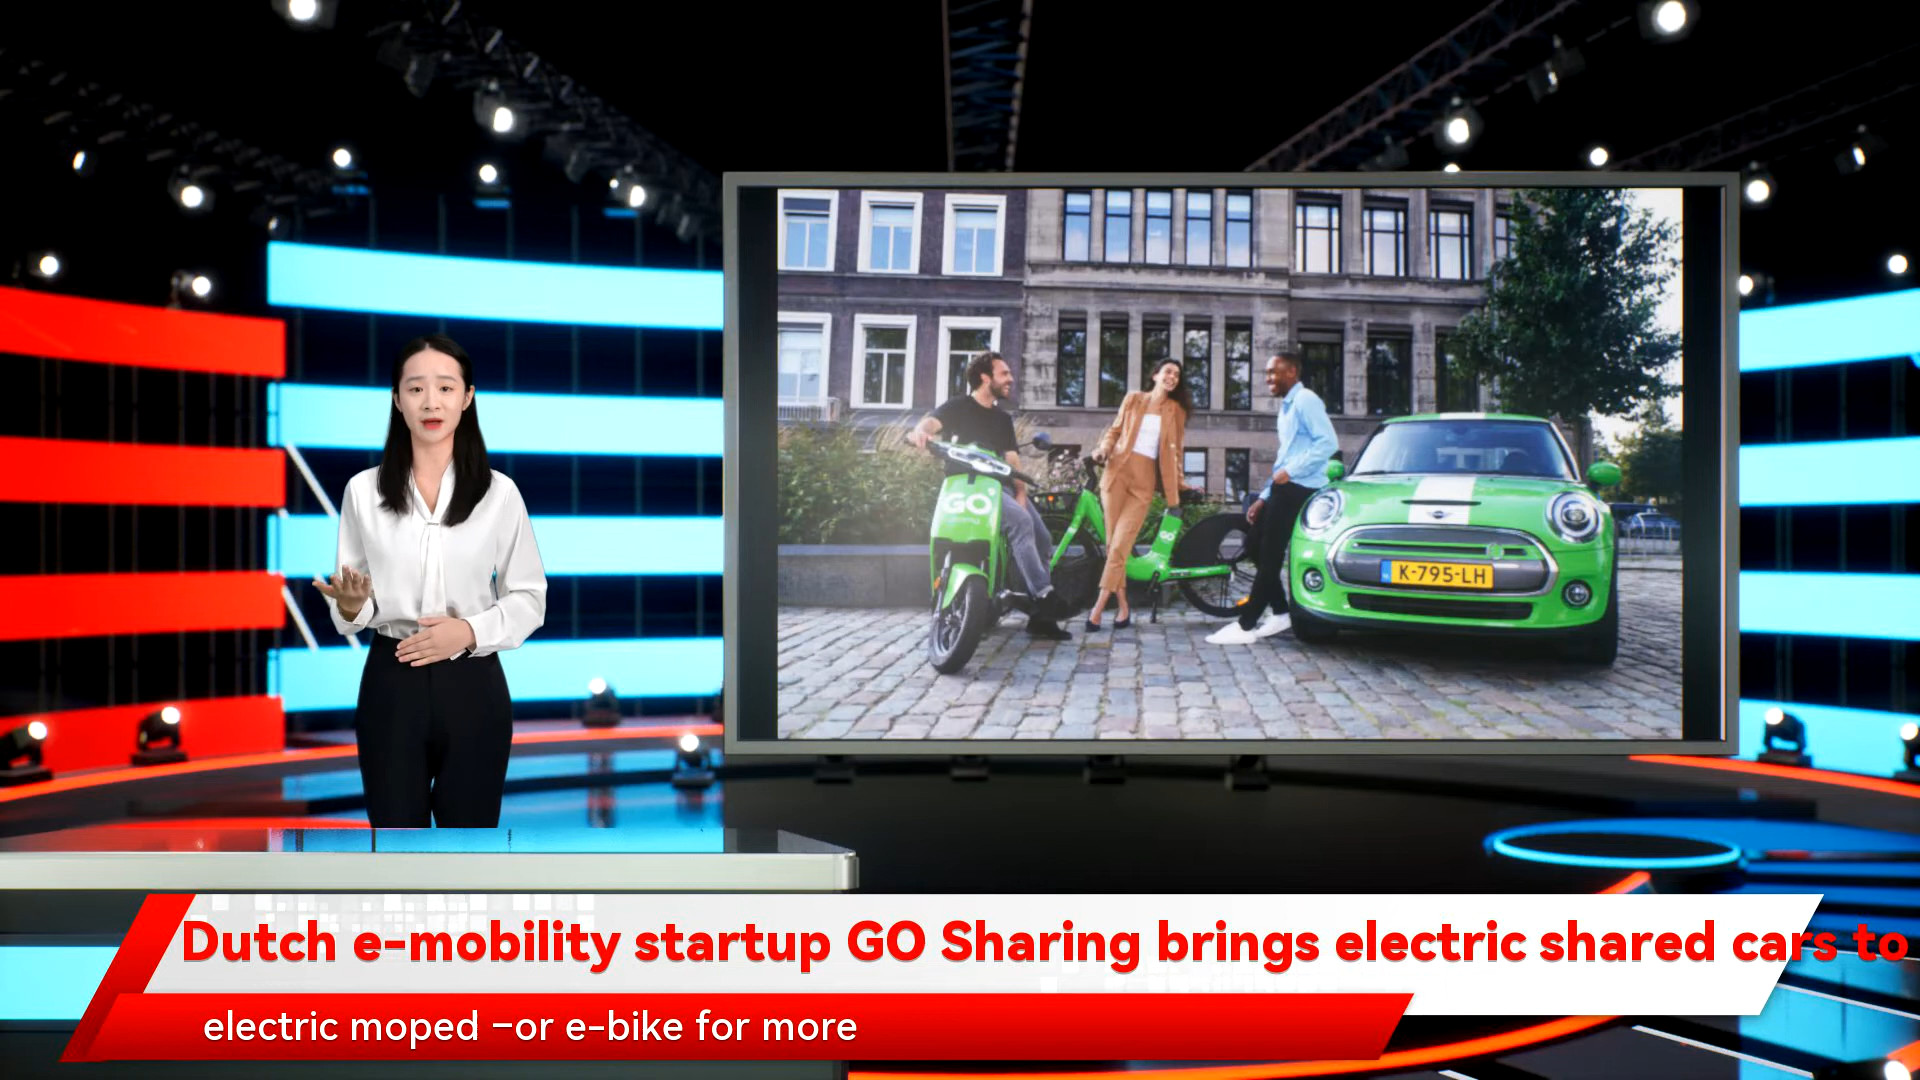 GO
GO
K-795-LH
Dutch e-mobility startup GO Sharing brings electric shared cars to
electric moped -or e-bike for more